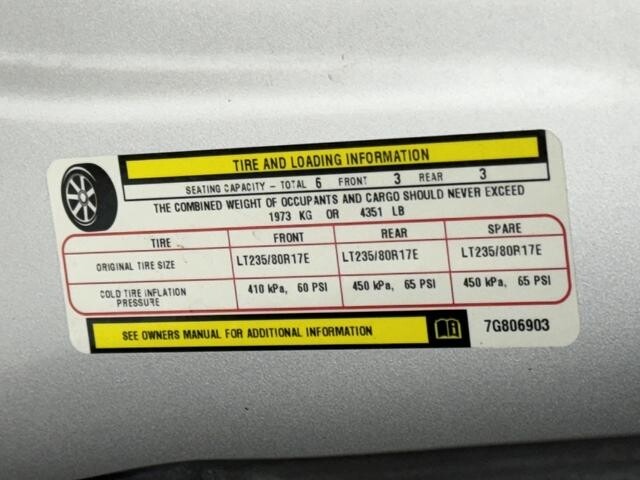 TIRE AND LOADING INFORMATION
SEATING CAPACITY - TOTAL 6 FRONT 3 REAR 3
THE COMBINED WEIGHT OF OCCUPANTS AND CARGO SHOULD NEVER EXCEED
1973 KG OR 4351 LB
TIRE FRONT REAR SPARE
ORIGINAL TIRE SIZE LT235/80R17E LT235/80R17E LT235/80R17E
COLD TIRE INFLATION PRESSURE 410 kPa, 60 PSI 450 kPa, 65 PSI 450 kPa, 65 PSI
SEE OWNERS MANUAL FOR ADDITIONAL INFORMATION 7G806903